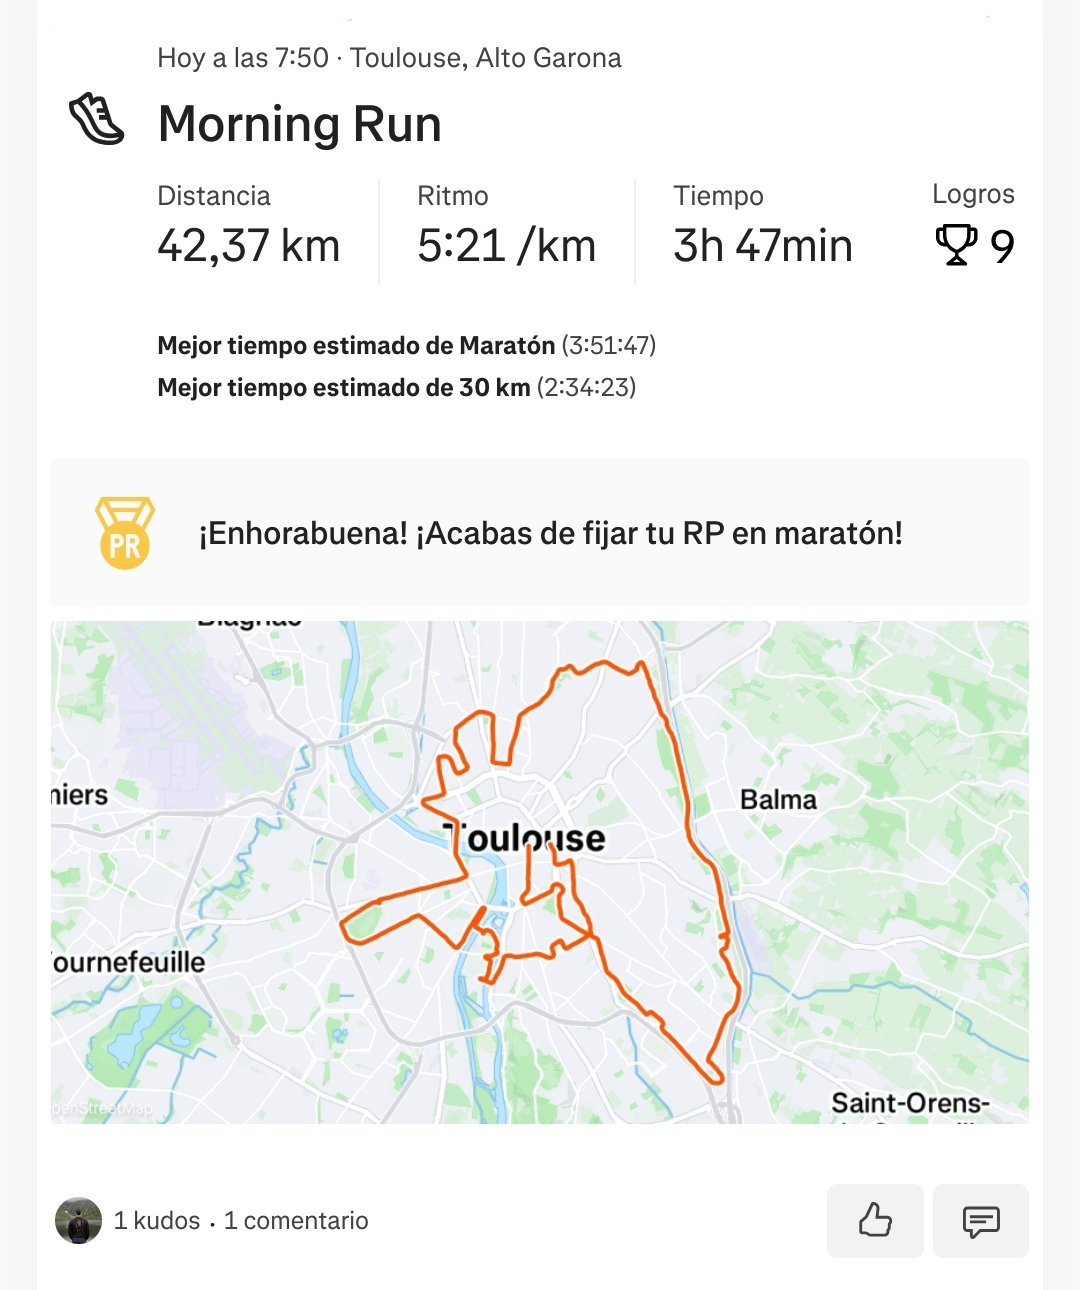 Hoy a las 7:50 · Toulouse, Alto Garona
Morning Run
Distancia
42,37 km
Ritmo
5:21 /km
Tiempo
3h 47min
Logros
9
Mejor tiempo estimado de Maratón (3:51:47)
Mejor tiempo estimado de 30 km (2:34:23)
PR
¡Enhorabuena! ¡Acabas de fijar tu RP en maratón!
Blagnac
niers
Balma
Toulouse
ournefeuille
penStreetMap
Saint-Orens-
1 kudos . 1 comentario